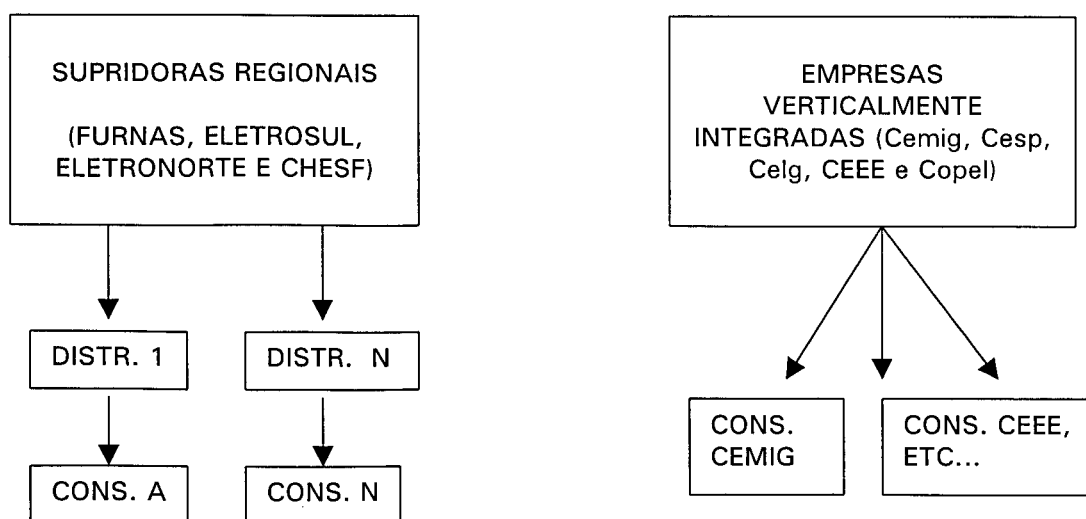 SUPRIDORAS REGIONAIS
(FURNAS, ELETROSUL,
ELETRONORTE E CHESF)
DISTR. 1
DISTR. N
CONS. A
CONS. N
EMPRESAS
VERTICALMENTE
INTEGRADAS (Cemig, Cesp,
Celg, CEEE e Copel)
CONS.
CEMIG
CONS. CEEE,
ETC...